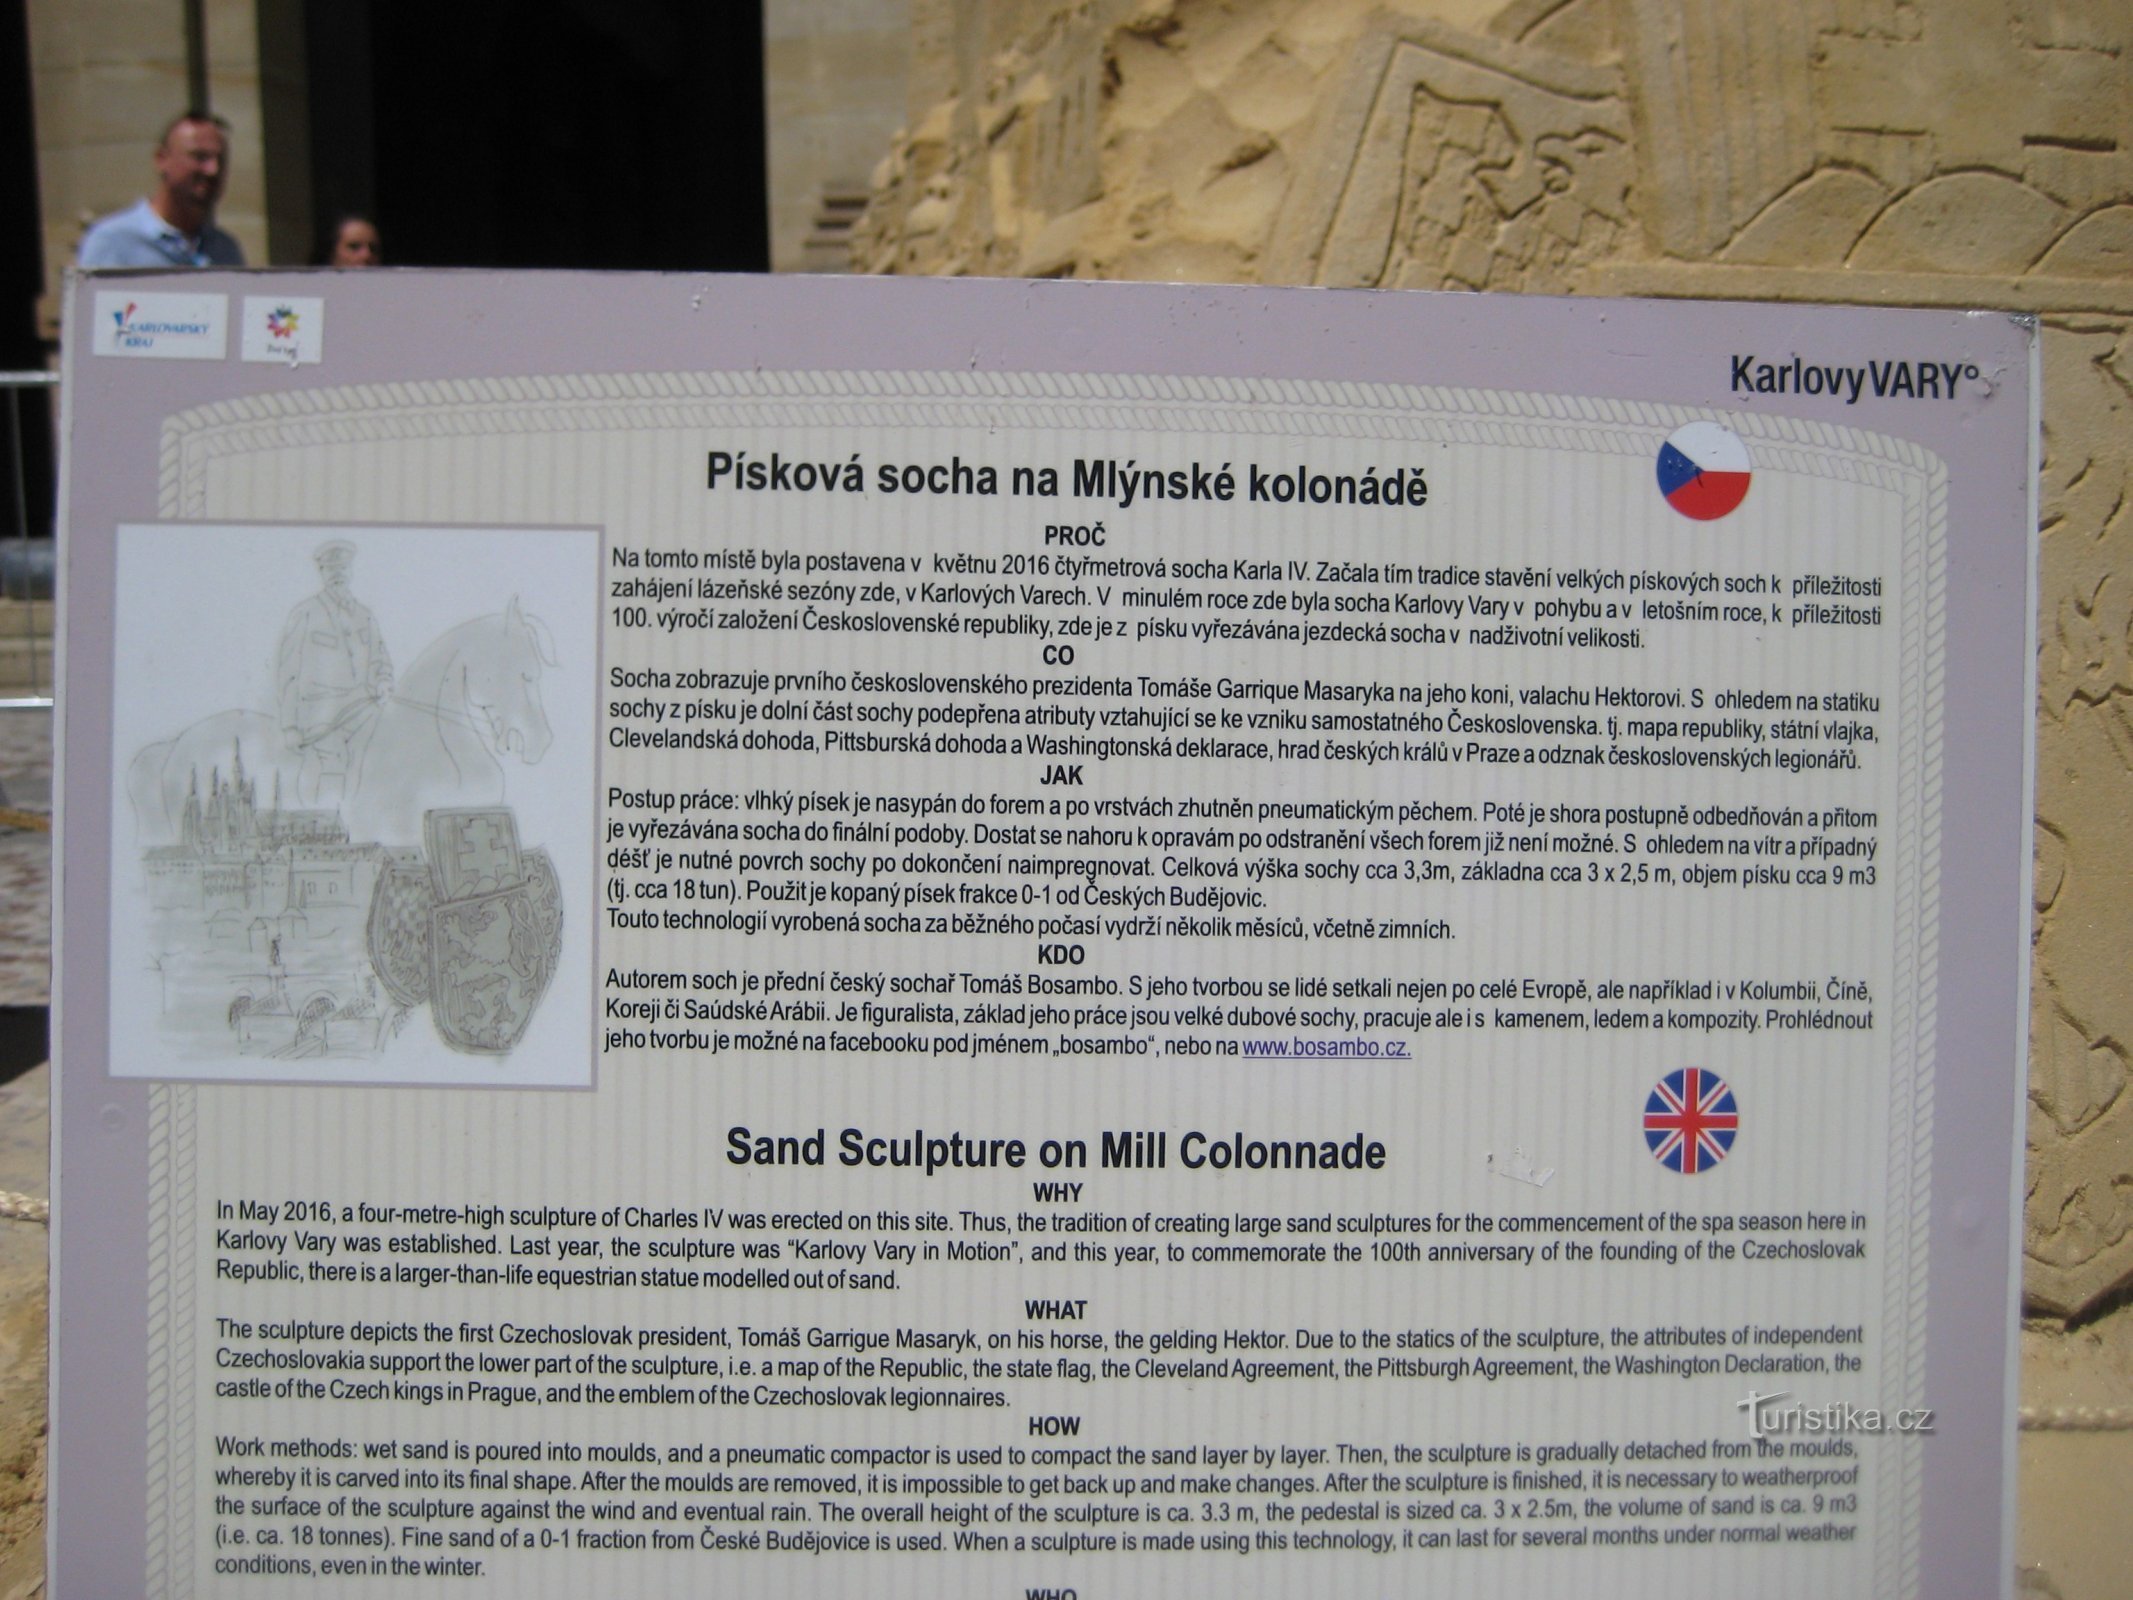 KARLOVARSKÝ
KRAJ
KarlovyVARY°
Písková socha na Mlýnské kolonádě
PROČ
Na tomto místě byla postavena v květnu 2016 čtyřmetrová socha Karla IV. Začala tím tradice stavění velkých pískových soch k příležitosti
zahájení lázeňské sezóny zde, v Karlových Varech. V minulém roce zde byla socha Karlovy Vary v pohybu a v letošním roce, k příležitosti
100. výročí založení Československé republiky, zde je z písku vyřezávána jezdecká socha v nadživotní velikosti.
CO
Socha zobrazuje prvního československého prezidenta Tomáše Garrique Masaryka na jeho koni, valachu Hektorovi. S ohledem na statiku
sochy z písku je dolní část sochy podepřena atributy vztahující se ke vzniku samostatného Československa. tj. mapa republiky, státní vlajka,
Clevelandská dohoda, Pittsburská dohoda a Washingtonská deklarace, hrad českých králů v Praze a odznak československých legionářů.
JAK
Postup práce: vlhký písek je nasypán do forem a po vrstvách zhutněn pneumatickým pěchem. Poté je shora postupně odbedňován a přitom
je vyřezávána socha do finální podoby. Dostat se nahoru k opravám po odstranění všech forem již není možné. S ohledem na vítr a případný
déšť je nutné povrch sochy po dokončení naimpregnovat. Celková výška sochy cca 3,3m, základna cca 3 x 2,5 m, objem písku cca 9 m3
(tj. cca 18 tun). Použit je kopaný písek frakce 0-1 od Českých Budějovic.
Touto technologií vyrobená socha za běžného počasí vydrží několik měsíců, včetně zimních.
KDO
Autorem soch je přední český sochař Tomáš Bosambo. S jeho tvorbou se lidé setkali nejen po celé Evropě, ale například i v Kolumbii, Číně,
Koreji či Saúdské Arábii. Je figuralista, základ jeho práce jsou velké dubové sochy, pracuje ale i s kamenem, ledem a kompozity. Prohlédnout
jeho tvorbu je možné na facebooku pod jménem „bosambo“, nebo na www.bosambo.cz.
Sand Sculpture on Mill Colonnade
WHY
In May 2016, a four-metre-high sculpture of Charles IV was erected on this site. Thus, the tradition of creating large sand sculptures for the commencement of the spa season here in
Karlovy Vary was established. Last year, the sculpture was “Karlovy Vary in Motion”, and this year, to commemorate the 100th anniversary of the founding of the Czechoslovak
Republic, there is a larger-than-life equestrian statue modelled out of sand.
WHAT
The sculpture depicts the first Czechoslovak president, Tomáš Garrigue Masaryk, on his horse, the gelding Hektor. Due to the statics of the sculpture, the attributes of independent
Czechoslovakia support the lower part of the sculpture, i.e. a map of the Republic, the state flag, the Cleveland Agreement, the Pittsburgh Agreement, the Washington Declaration, the
castle of the Czech kings in Prague, and the emblem of the Czechoslovak legionnaires.
HOW
Work methods: wet sand is poured into moulds, and a pneumatic compactor is used to compact the sand layer by layer. Then, the sculpture is gradually detached from the moulds,
whereby it is carved into its final shape. After the moulds are removed, it is impossible to get back up and make changes. After the sculpture is finished, it is necessary to weatherproof
the surface of the sculpture against the wind and eventual rain. The overall height of the sculpture is ca. 3.3 m, the pedestal is sized ca. 3 x 2.5m, the volume of sand is ca. 9 m3
(i.e. ca. 18 tonnes). Fine sand of a 0-1 fraction from České Budějovice is used. When a sculpture is made using this technology, it can last for several months under normal weather
conditions, even in the winter.
WHO
Turistika.cz